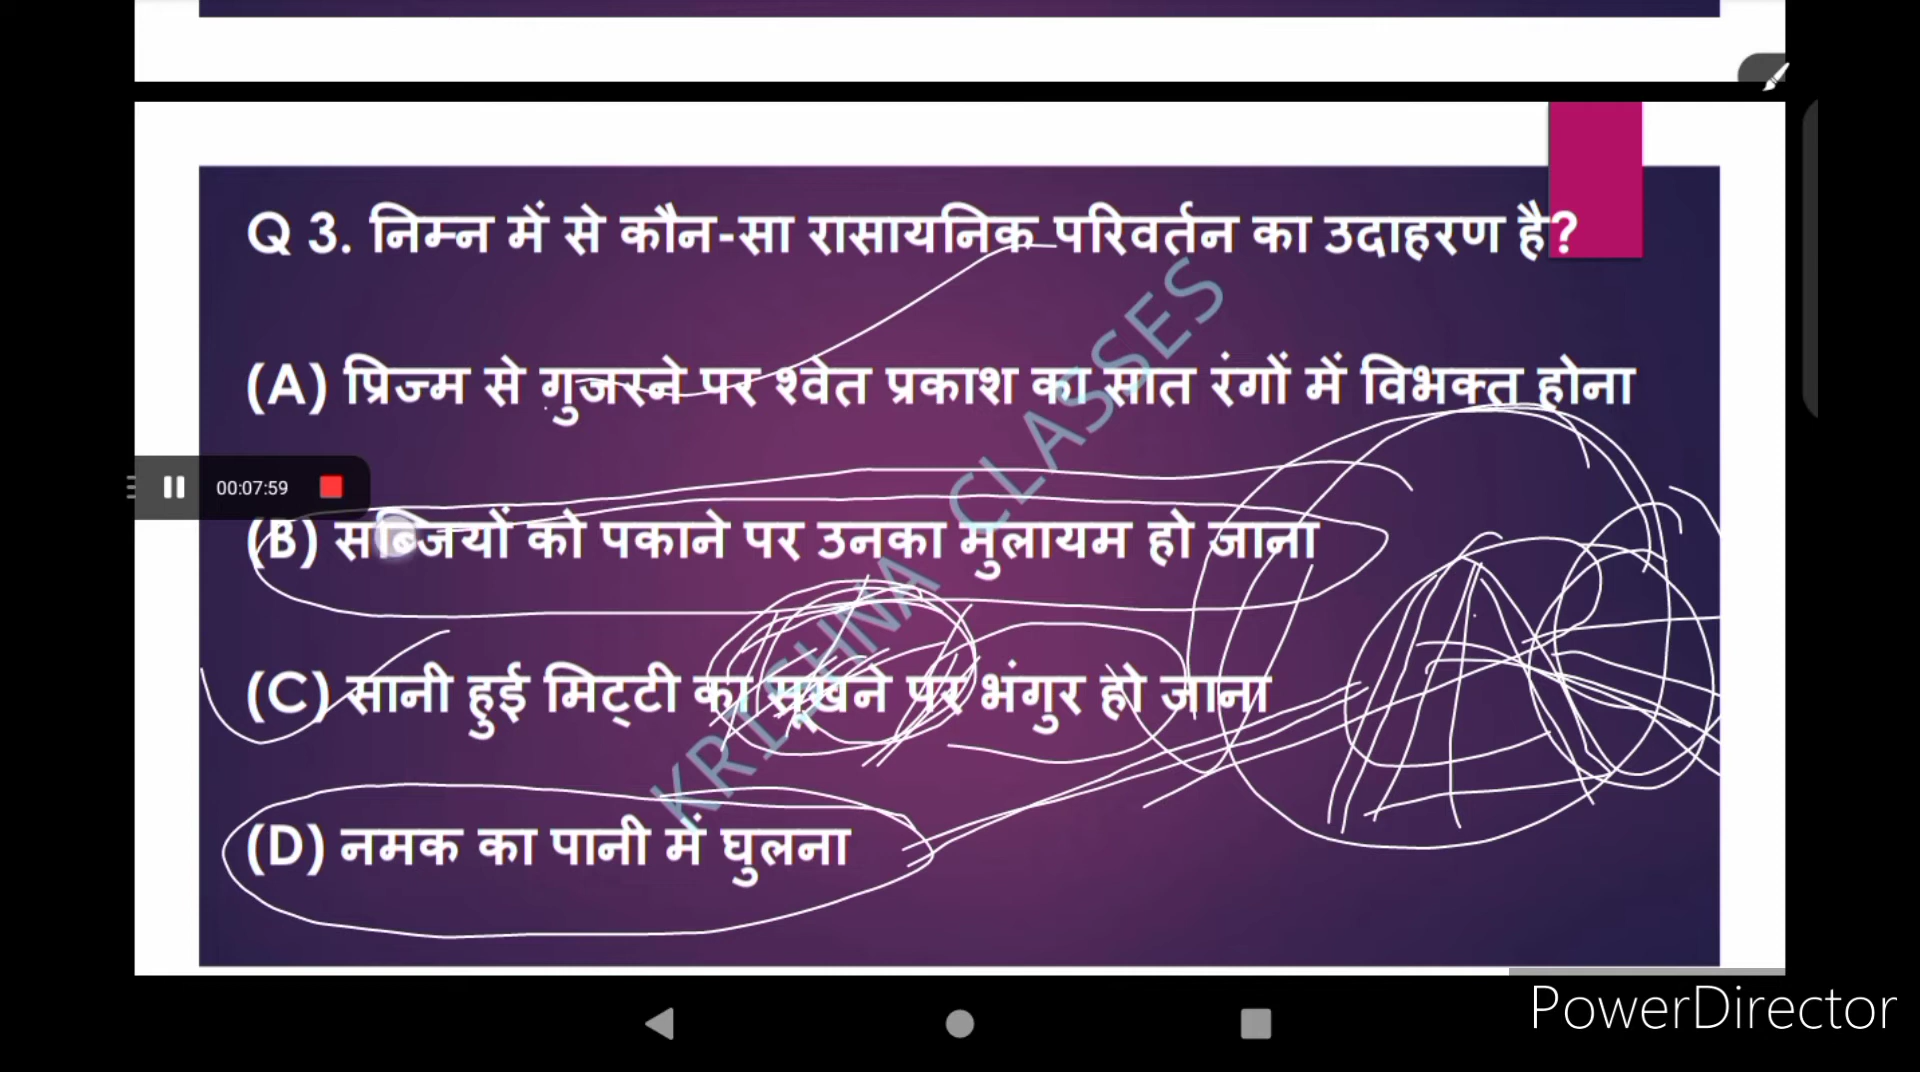 Q 3. निम्न में से कौन-सा रासायनिक परिवर्तन का उदाहरण है?
(A) प्रिज्म से गुजरने पर श्वेत प्रकाश का सात रंगों में विभक्त होना
00:07:59
(B) सब्जियों को पकाने पर उनका मुलायम हो जाना
(C) सानी हुई मिट्टी का सूखने पर भंगुर हो जाना
(D) नमक का पानी में घुलना
KRISHNA CLASSES
PowerDirector